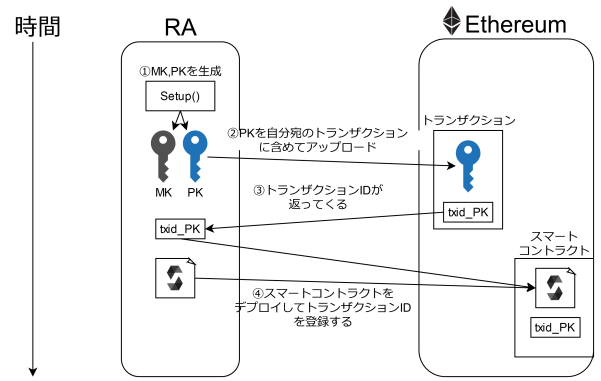 時間
RA
Ethereum
①MK,PKを生成
Setup()
MK
PK
②PKを自分宛のトランザクション
に含めてアップロード
トランザクション
txid_PK
③トランザクションIDが
返ってくる
txid_PK
スマート
コントラクト
txid_PK
④スマートコントラクトを
デプロイしてトランザクションID
を登録する